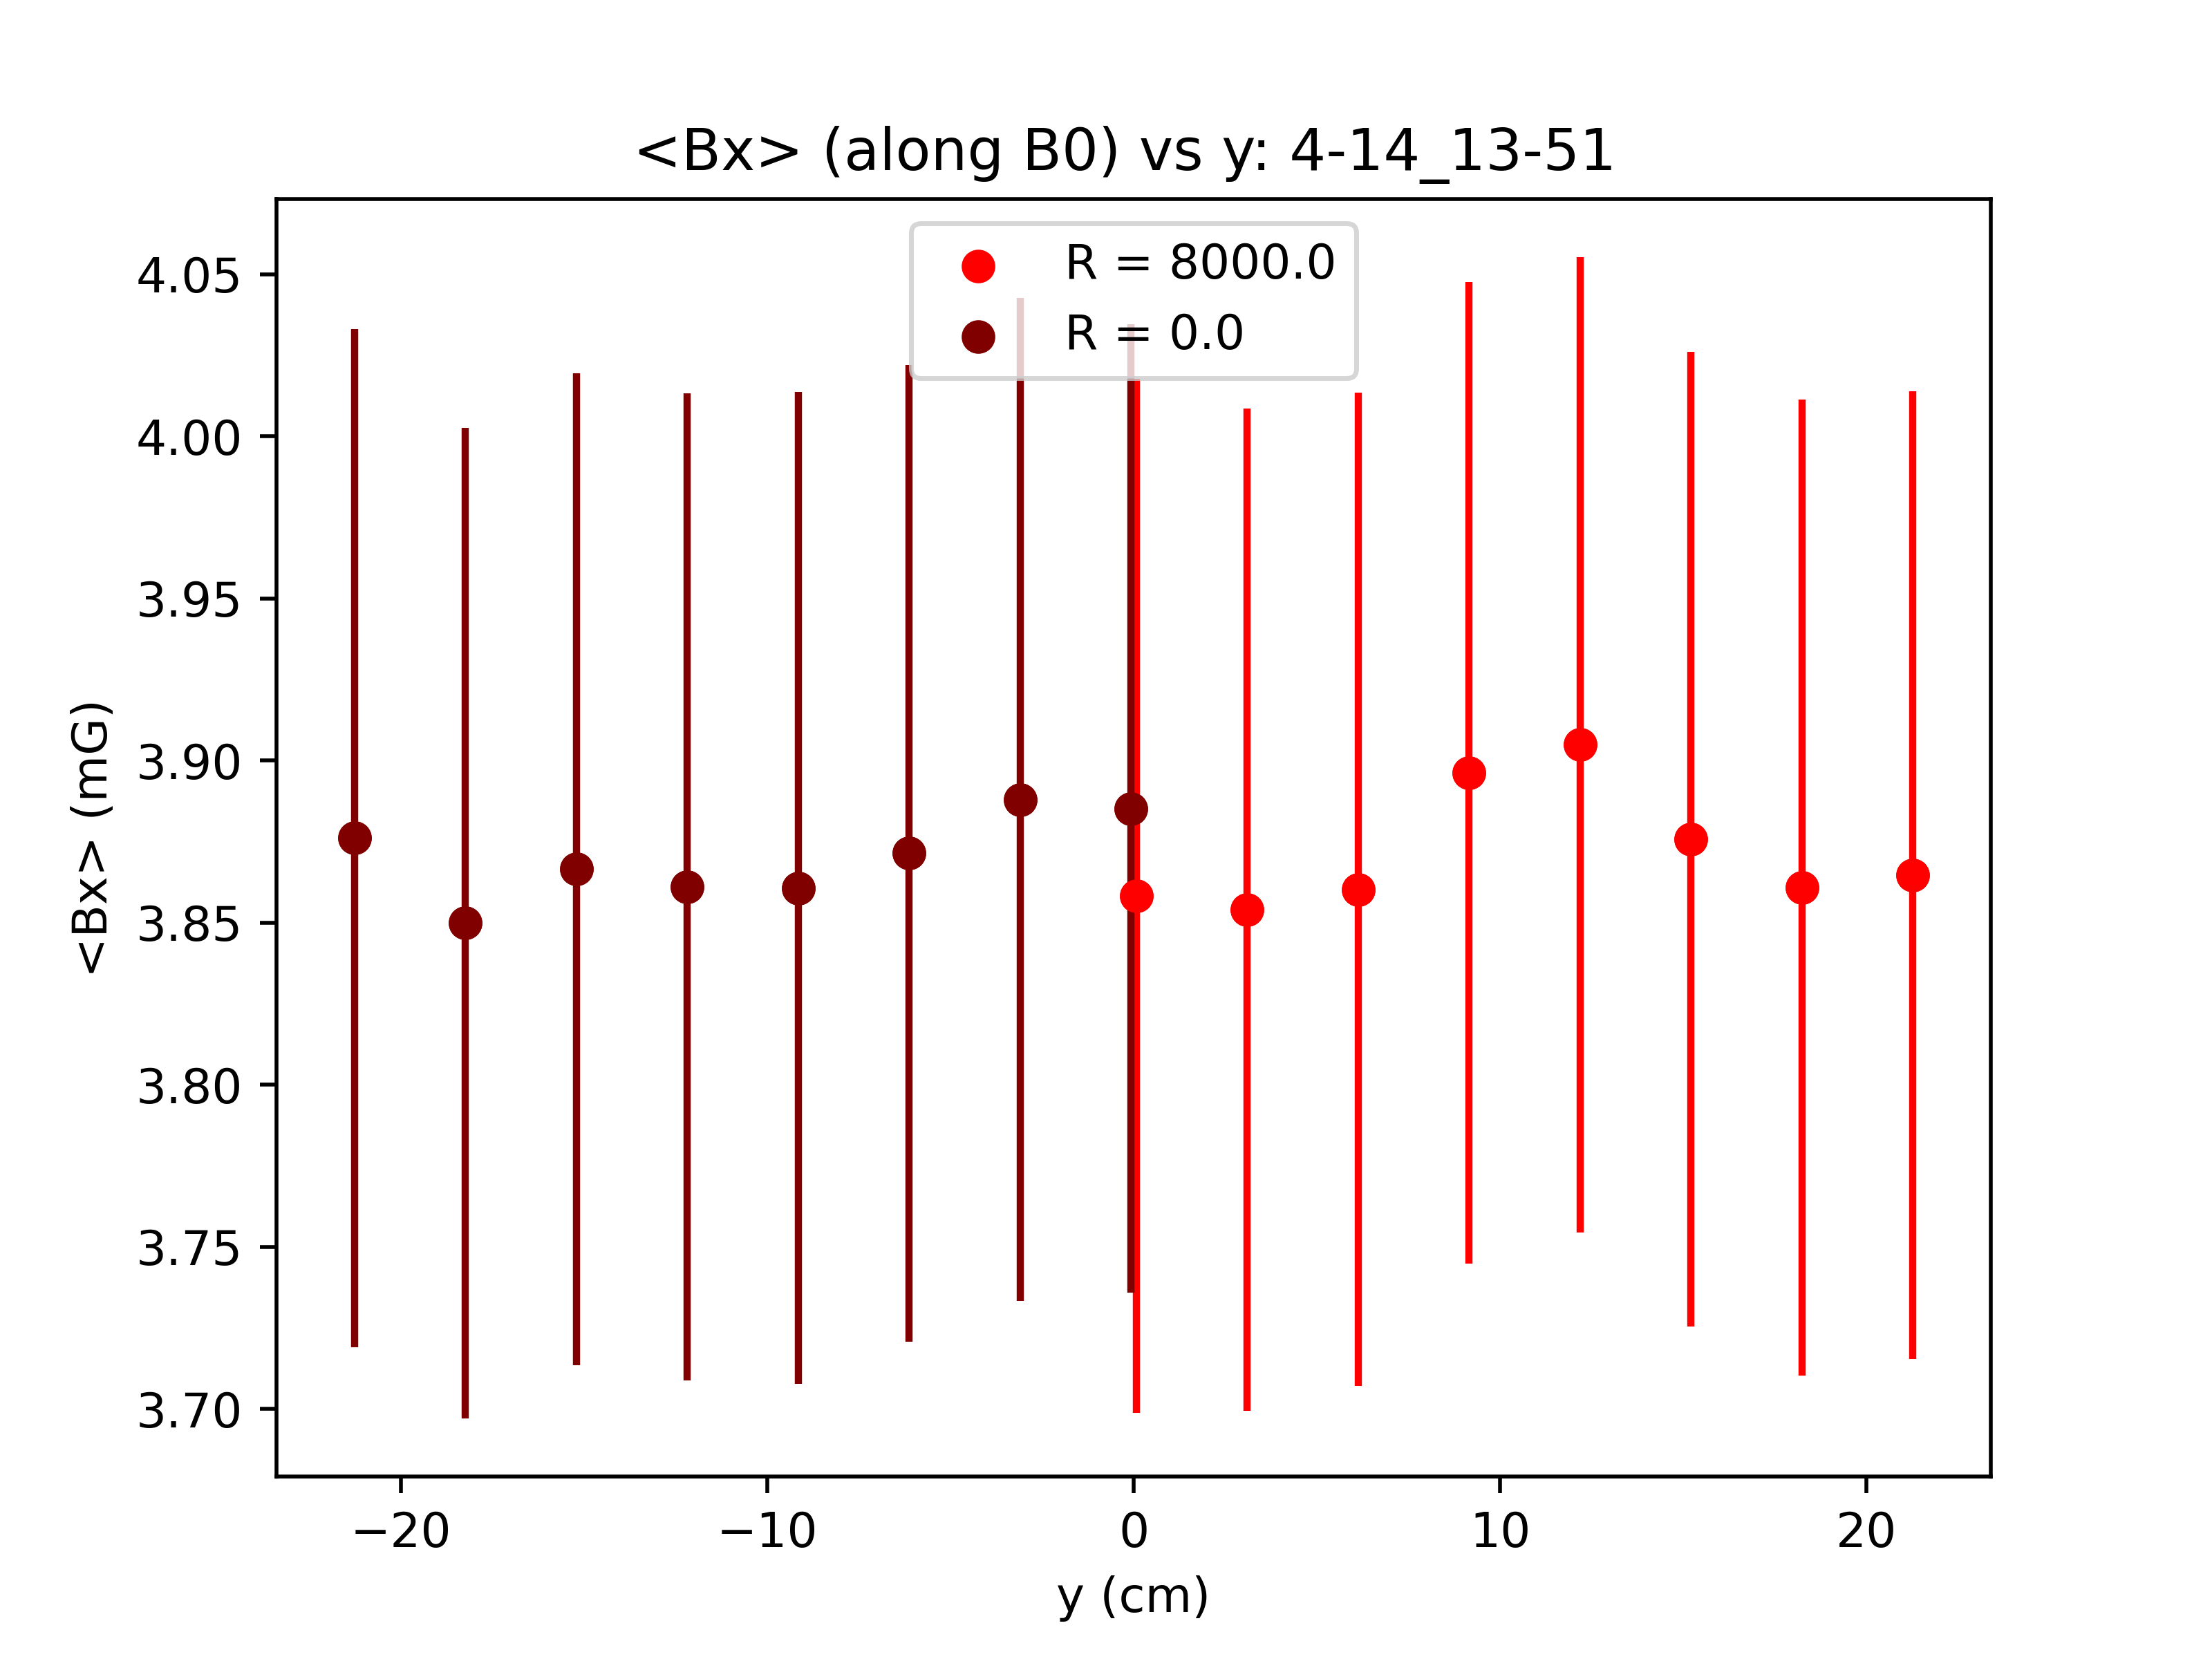 <Bx> (along B0) vs y: 4-14_13-51
R = 8000.0
R = 0.0
4.05
4.00
3.95
3.90
3.85
3.80
3.75
3.70
<Bx> (mG)
−20
−10
0
10
20
y (cm)